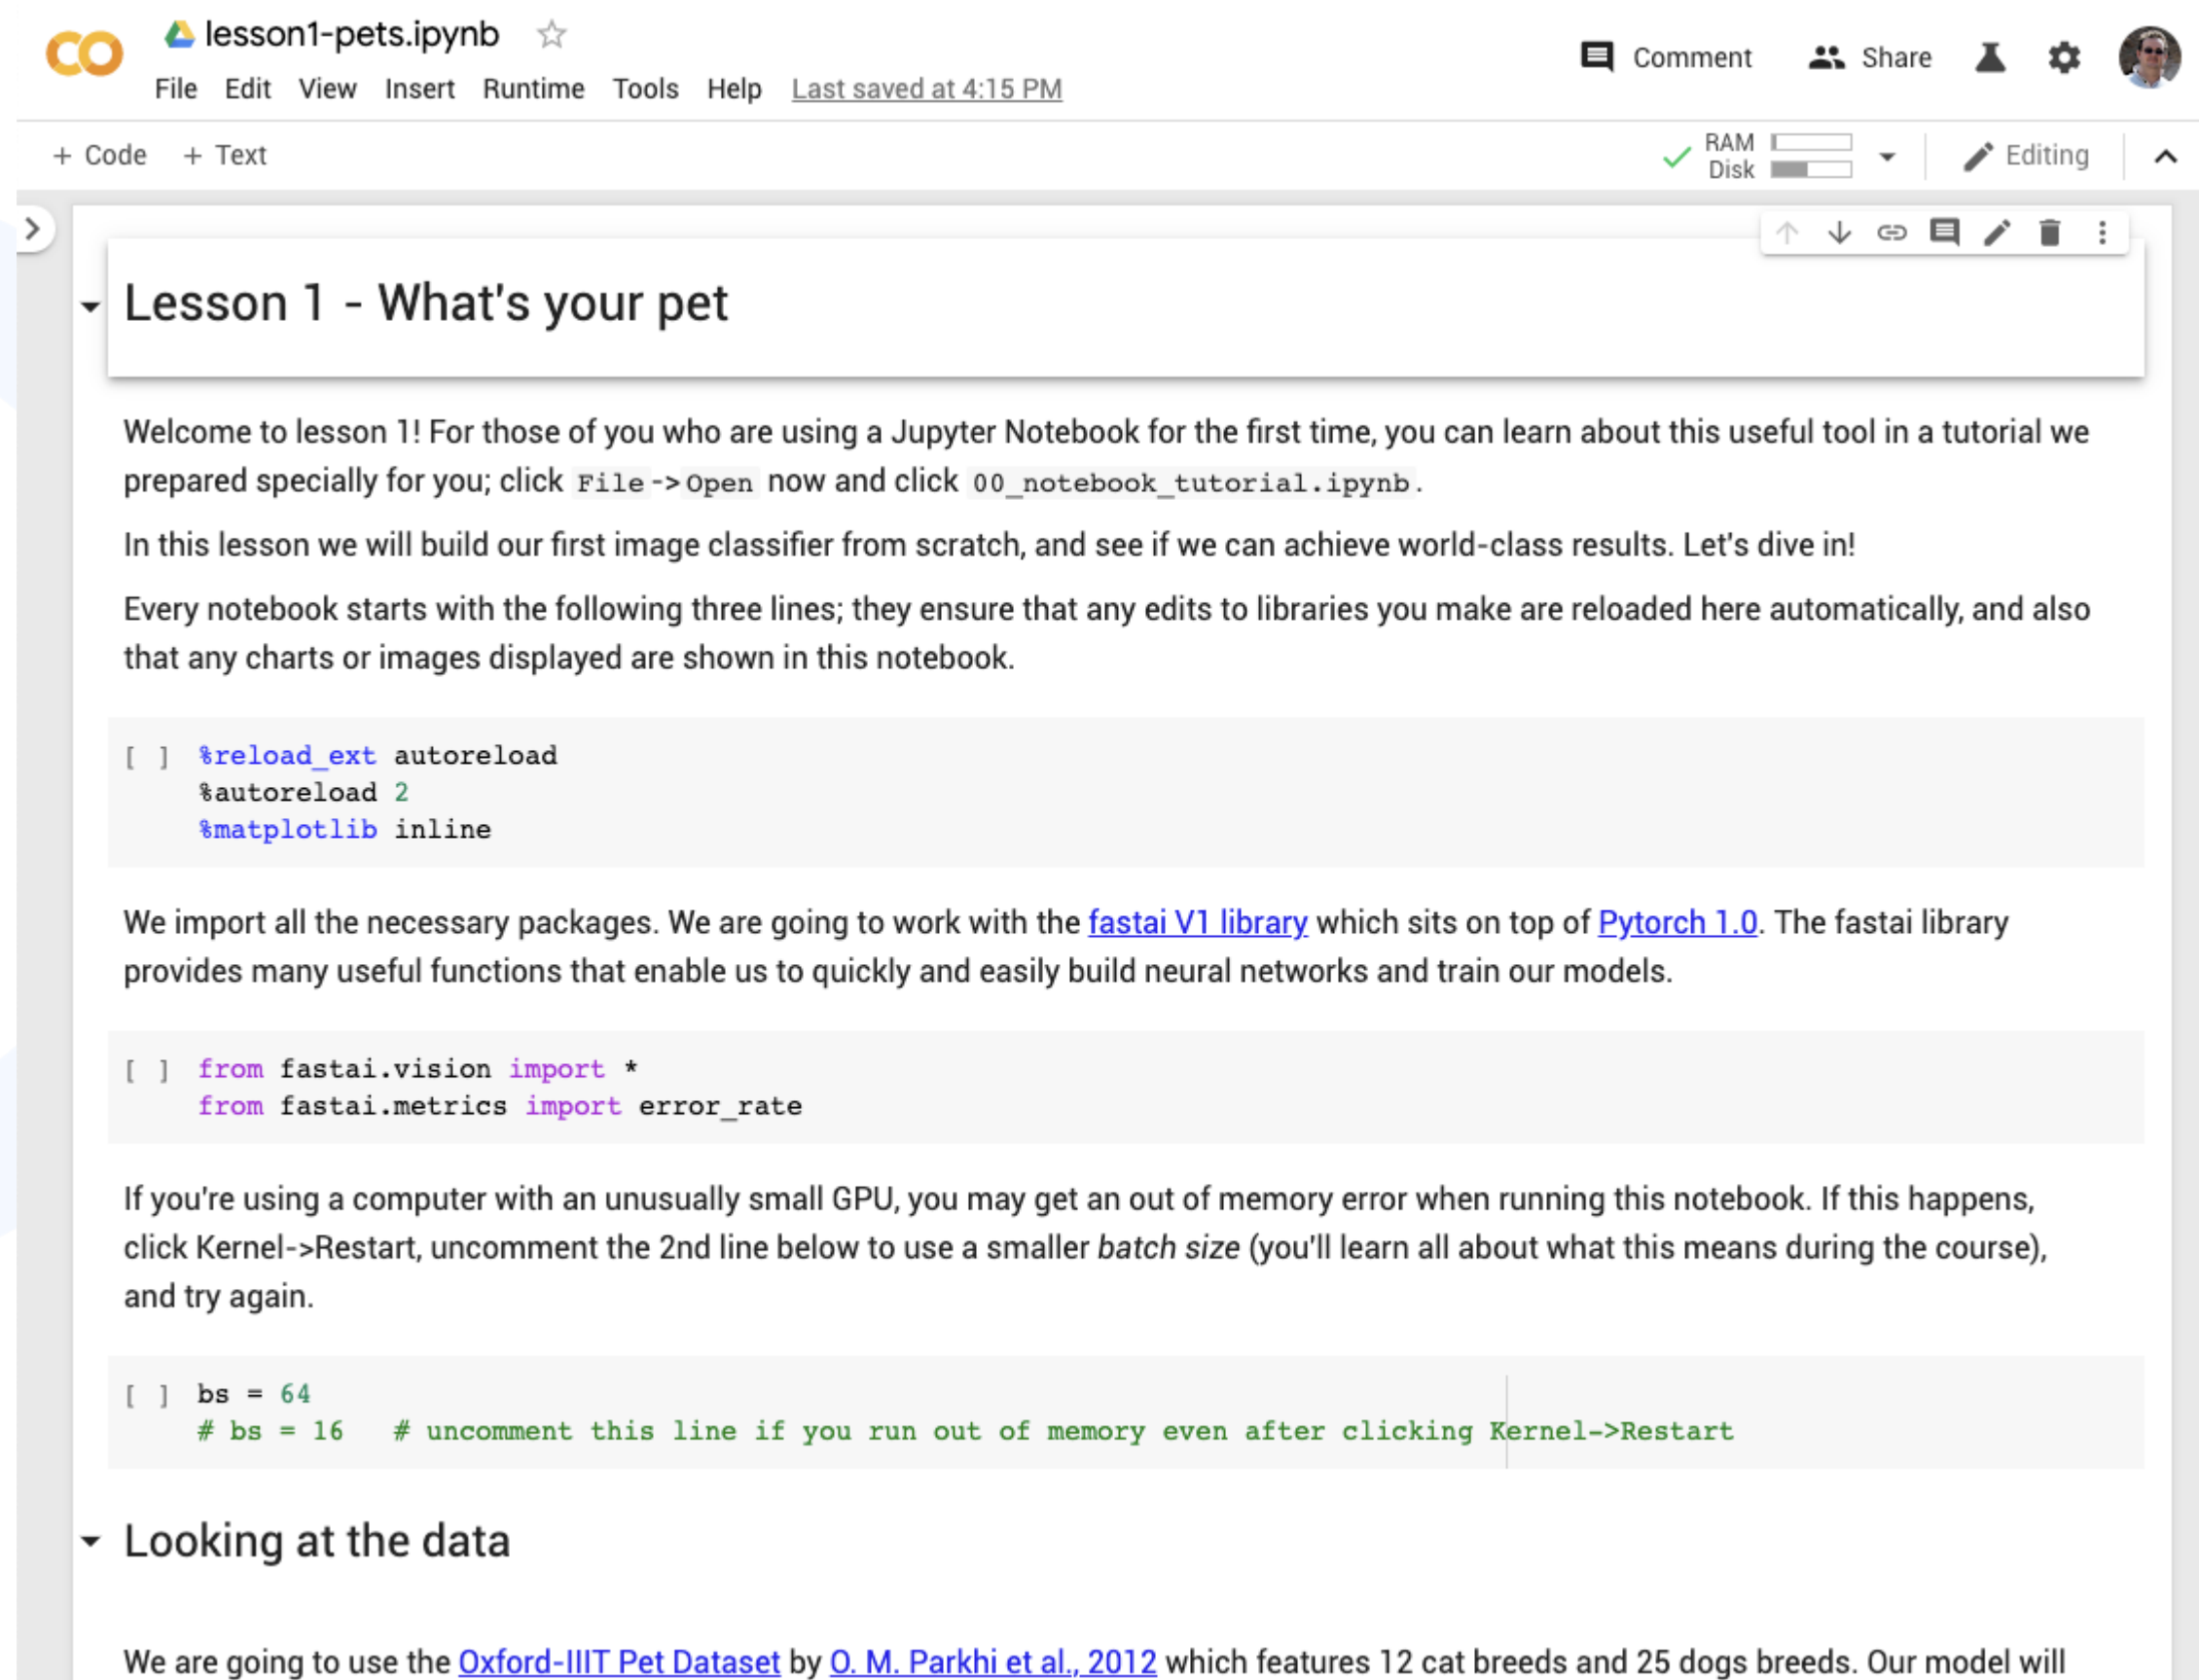 lesson1-pets.ipynb
File Edit View Insert Runtime Tools Help Last saved at 4:15 PM
Comment Share
+ Code + Text
RAM
Disk
Editing
Lesson 1 - What's your pet
Welcome to lesson 1! For those of you who are using a Jupyter Notebook for the first time, you can learn about this useful tool in a tutorial we
prepared specially for you; click File->Open now and click 00_notebook_tutorial.ipynb.
In this lesson we will build our first image classifier from scratch, and see if we can achieve world-class results. Let's dive in!
Every notebook starts with the following three lines; they ensure that any edits to libraries you make are reloaded here automatically, and also
that any charts or images displayed are shown in this notebook.
[ ] %reload_ext autoreload
%autoreload 2
%matplotlib inline
We import all the necessary packages. We are going to work with the fastai V1 library which sits on top of Pytorch 1.0. The fastai library
provides many useful functions that enable us to quickly and easily build neural networks and train our models.
[ ] from fastai.vision import *
from fastai.metrics import error_rate
If you're using a computer with an unusually small GPU, you may get an out of memory error when running this notebook. If this happens,
click Kernel->Restart, uncomment the 2nd line below to use a smaller batch size (you'll learn all about what this means during the course),
and try again.
[ ] bs = 64
# bs = 16   # uncomment this line if you run out of memory even after clicking Kernel->Restart
Looking at the data
We are going to use the Oxford-IIIT Pet Dataset by O. M. Parkhi et al., 2012 which features 12 cat breeds and 25 dogs breeds. Our model will